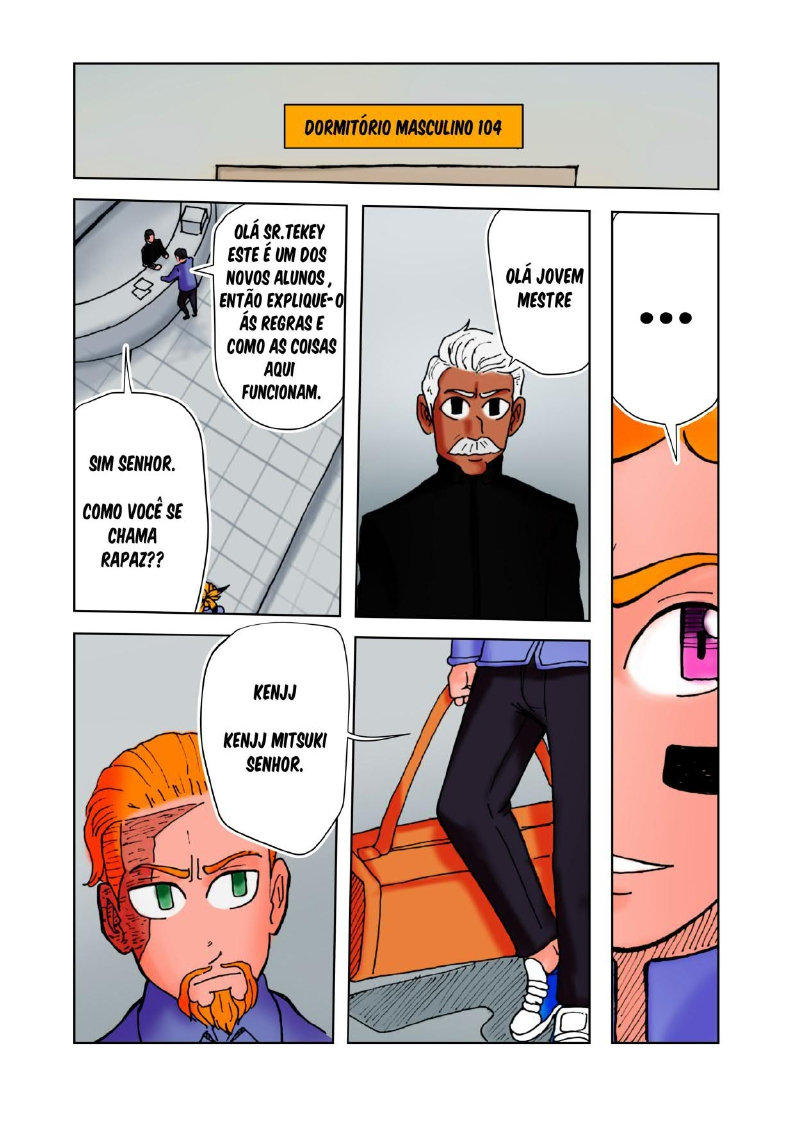 DORMITÓRIO MASCULINO 104
OLÁ SR.TEKEY
ESTE É UM DOS
NOVOS ALUNOS ,
ENTÃO EXPLIQUE-O
ÁS REGRAS E
COMO AS COISAS
AQUI
FUNCIONAM.
SIM SENHOR.
COMO VOCÊ SE
CHAMA
RAPAZ??
OLÁ JOVEM
MESTRE
...
KENJJ
KENJJ MITSUKI
SENHOR.